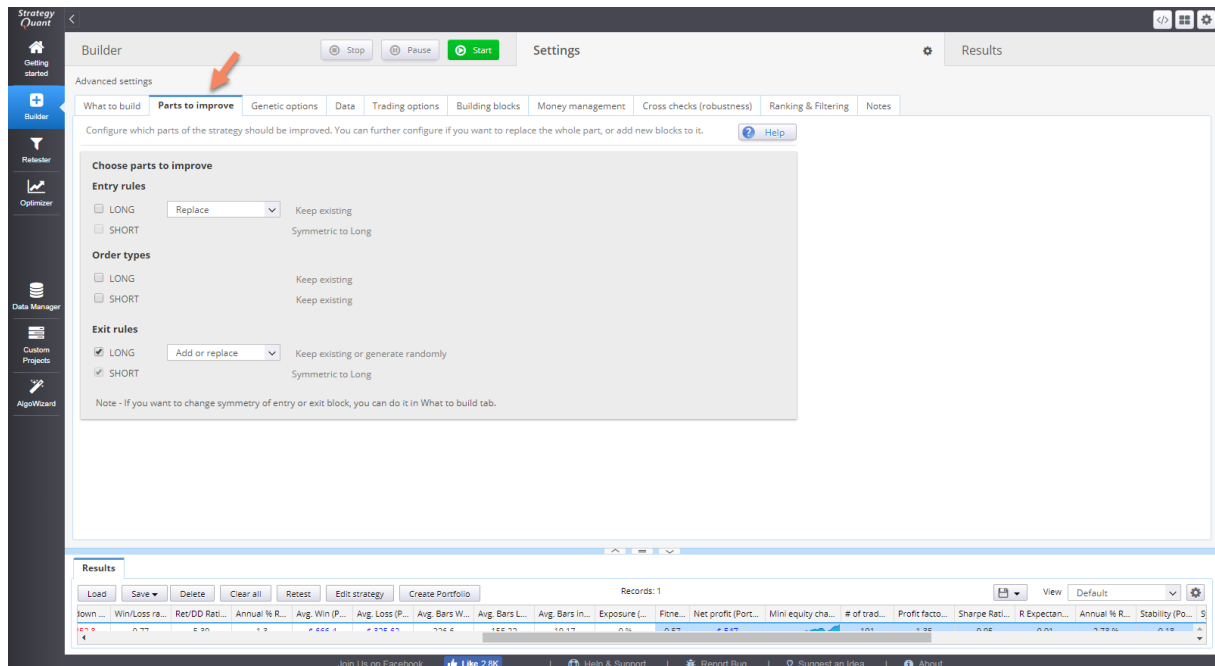 Strategy
Quant
Getting
started
Builder
Retester
Optimizer
Data Manager
Custom
Projects
AlgoWizard
Builder
Stop
Pause
Start
Settings
Results
Advanced settings
What to build Parts to improve Genetic options Data Trading options Building blocks Money management Cross checks (robustness) Ranking & Filtering Notes
Configure which parts of the strategy should be improved. You can further configure if you want to replace the whole part, or add new blocks to it.
Help
Choose parts to improve
Entry rules
LONG Replace Keep existing
SHORT Symmetric to Long
Order types
LONG Keep existing
SHORT Keep existing
Exit rules
LONG Add or replace Keep existing or generate randomly
SHORT Symmetric to Long
Note - If you want to change symmetry of entry or exit block, you can do it in What to build tab.
Results
Load Save Delete Clear all Retest Edit strategy Create Portfolio Records: 1 View Default
down ... Win/Loss ra... Ret/DD Rati... Annual % R... Avg. Win (P... Avg. Loss (P... Avg. Bars W... Avg. Bars L... Avg. Bars in... Exposure (... Fitne... Net profit (Port... Mini equity cha... # of trad... Profit facto... Sharpe Rati... R Expectan... Annual % R... Stability (Po...
Join Us on Facebook Like 2.8K | Help & Support | Report Bug | Suggest an Idea | About